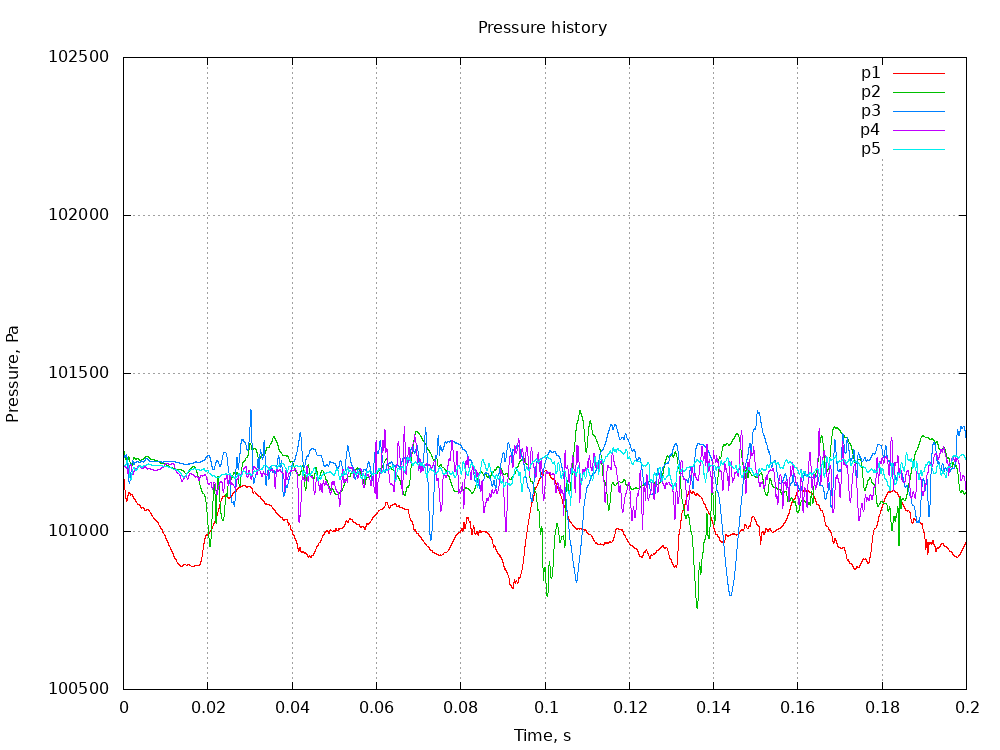 Pressure history
102500
102000
101500
101000
100500
Pressure, Pa
p1
p2
p3
p4
p5
0 0.02 0.04 0.06 0.08 0.1 0.12 0.14 0.16 0.18 0.2
Time, s